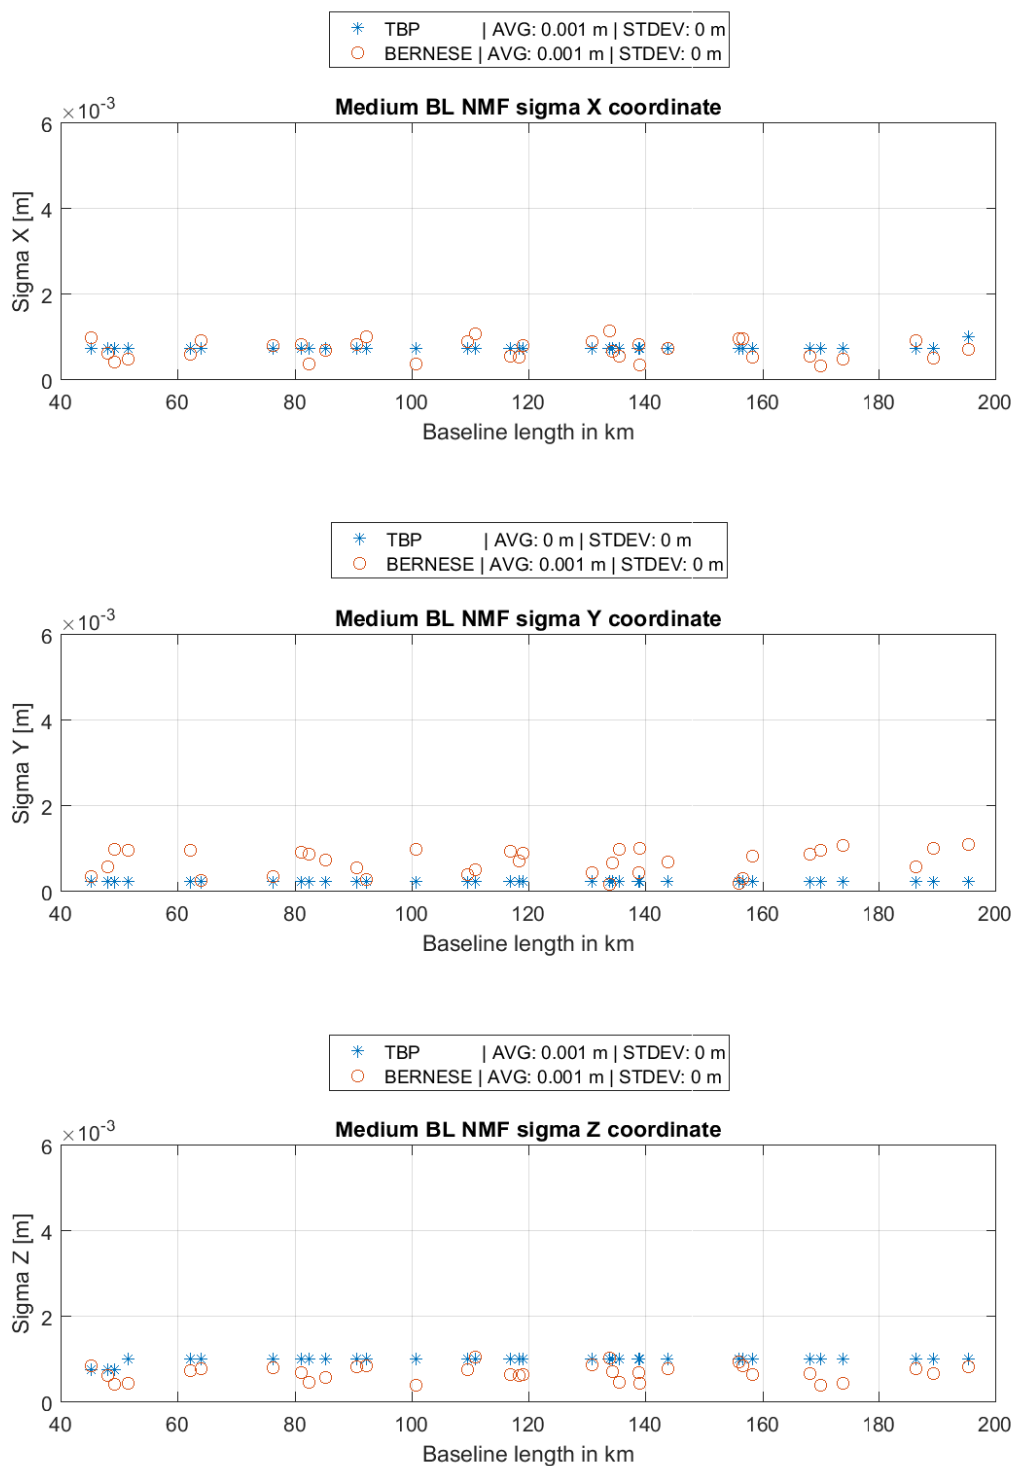 TBP | AVG: 0.001 m | STDEV: 0 m
BERNESE | AVG: 0.001 m | STDEV: 0 m
Medium BL NMF sigma X coordinate
×10-3
6
4
2
0
Sigma X [m]
40 60 80 100 120 140 160 180 200
Baseline length in km
TBP | AVG: 0 m | STDEV: 0 m
BERNESE | AVG: 0.001 m | STDEV: 0 m
Medium BL NMF sigma Y coordinate
×10-3
6
4
2
0
Sigma Y [m]
40 60 80 100 120 140 160 180 200
Baseline length in km
TBP | AVG: 0.001 m | STDEV: 0 m
BERNESE | AVG: 0.001 m | STDEV: 0 m
Medium BL NMF sigma Z coordinate
×10-3
6
4
2
0
Sigma Z [m]
40 60 80 100 120 140 160 180 200
Baseline length in km